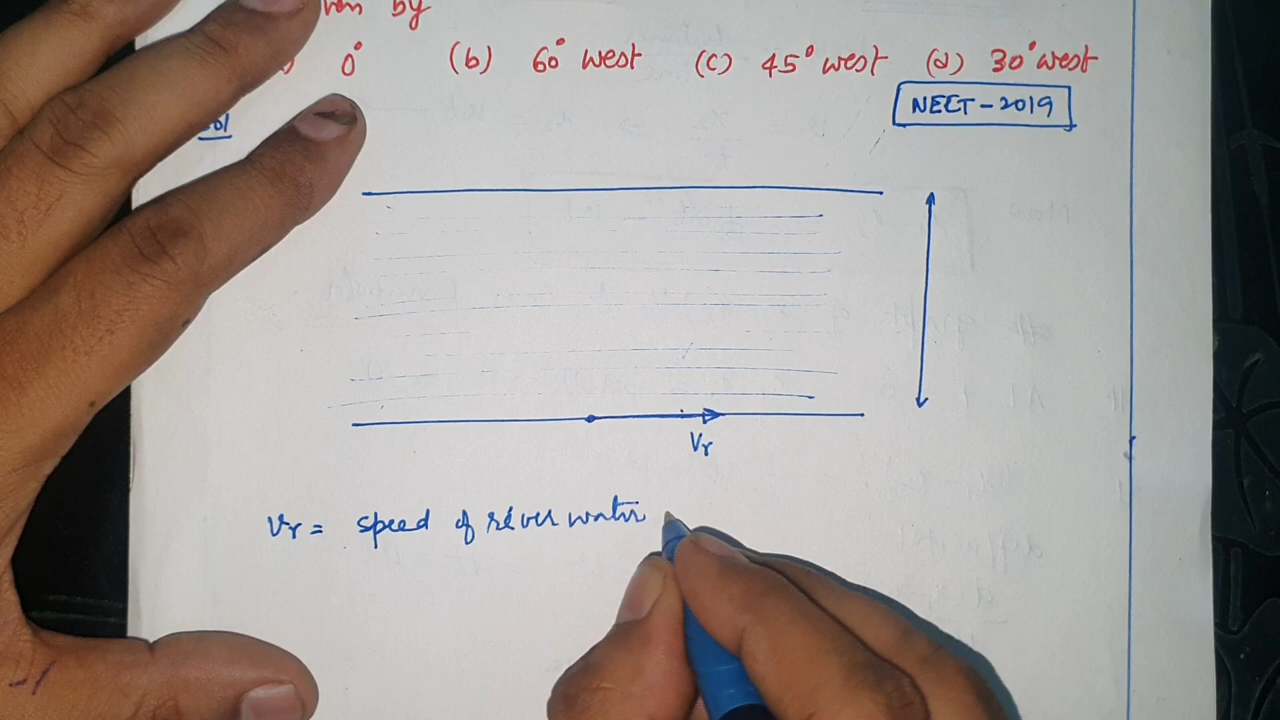 by
0° (b) 60° west (c) 45° west (d) 30° west
NEET-2019
Vr
Vr = speed of river water